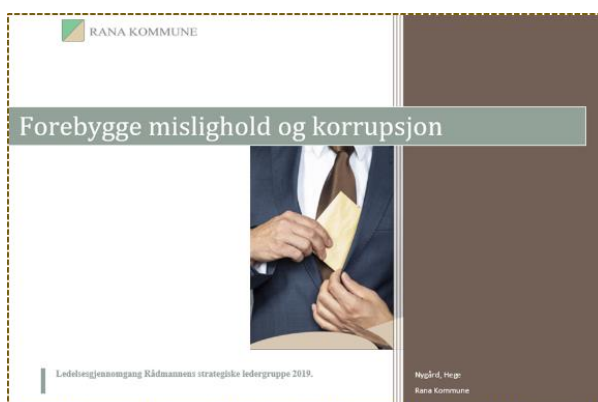 RANA KOMMUNE
Forebygge mislighold og korrupsjon
Ledelsesgjennomgang Rådmannens strategiske ledergruppe 2019.
Nygård, Hege
Rana Kommune